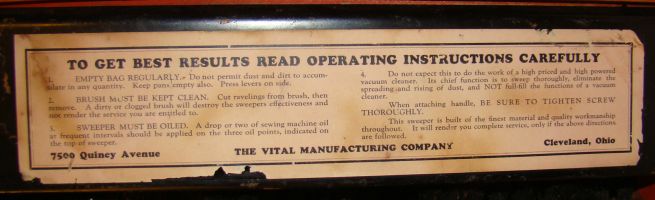 TO GET BEST RESULTS READ OPERATING INSTRUCTIONS CAREFULLY
1. EMPTY BAG REGULARLY. Do not permit dust and dirt to accum-
ulate in any quantity. Keep pans empty also. Press levers on side.
2. BRUSH MUST BE KEPT CLEAN. Cut ravelings from brush, then
remove. A dirty or clogged brush will destroy the sweepers effectiveness and
not render the service you are entitled to.
3. SWEEPER MUST BE OILED. A drop or two of sewing machine oil
at frequent intervals should be applied on the three oil points, indicated on
the top of sweeper.
4. Do not expect this to do the work of a high priced and high powered
vacuum cleaner. Its chief function is to sweep thoroughly, eliminate the
spreading and rising of dust, and NOT full-fill the functions of a vacuum
cleaner.
When attaching handle, BE SURE TO TIGHTEN SCREW
THOROUGHLY.
This sweeper is built of the finest material and quality workmanship
throughout. It will render you complete service, only if the above directions
are followed.
7500 Quincy Avenue
THE VITAL MANUFACTURING COMPANY
Cleveland, Ohio